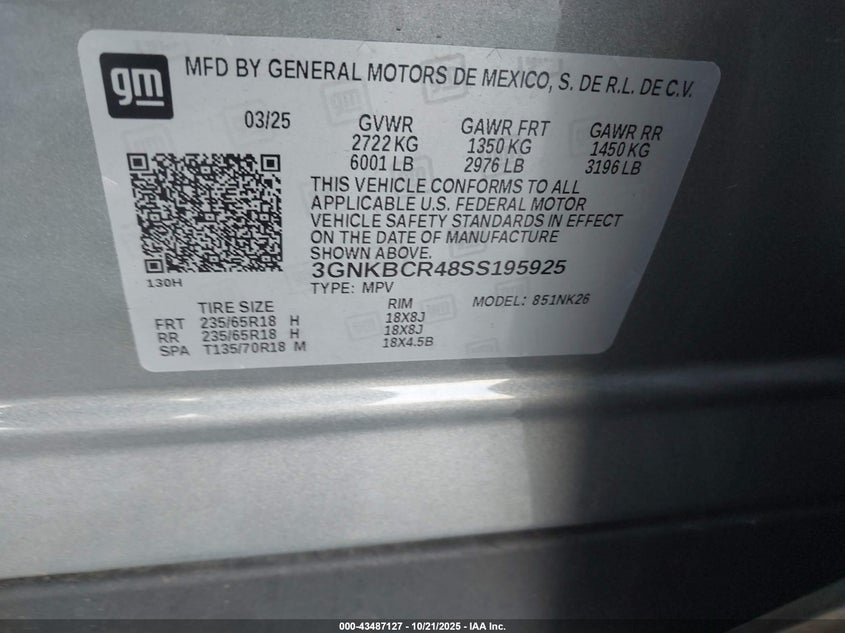 gm
MFD BY GENERAL MOTORS DE MEXICO, S. DE R.L. DE C.V.
03/25 GVWR GAWR FRT GAWR RR
2722 KG 1350 KG 1450 KG
6001 LB 2976 LB 3196 LB
THIS VEHICLE CONFORMS TO ALL
APPLICABLE U.S. FEDERAL MOTOR
VEHICLE SAFETY STANDARDS IN EFFECT
ON THE DATE OF MANUFACTURE
SHOWN ABOVE.
3GNKBCR48SS195925
130H
TYPE: MPV MODEL: 851NK26
TIRE SIZE RIM
FRT 235/65R18 H 18X8J
RR 235/65R18 H 18X8J
SPA T135/70R18 M 18X4.5B
000-43487127 - 10/21/2025 - IAA Inc.